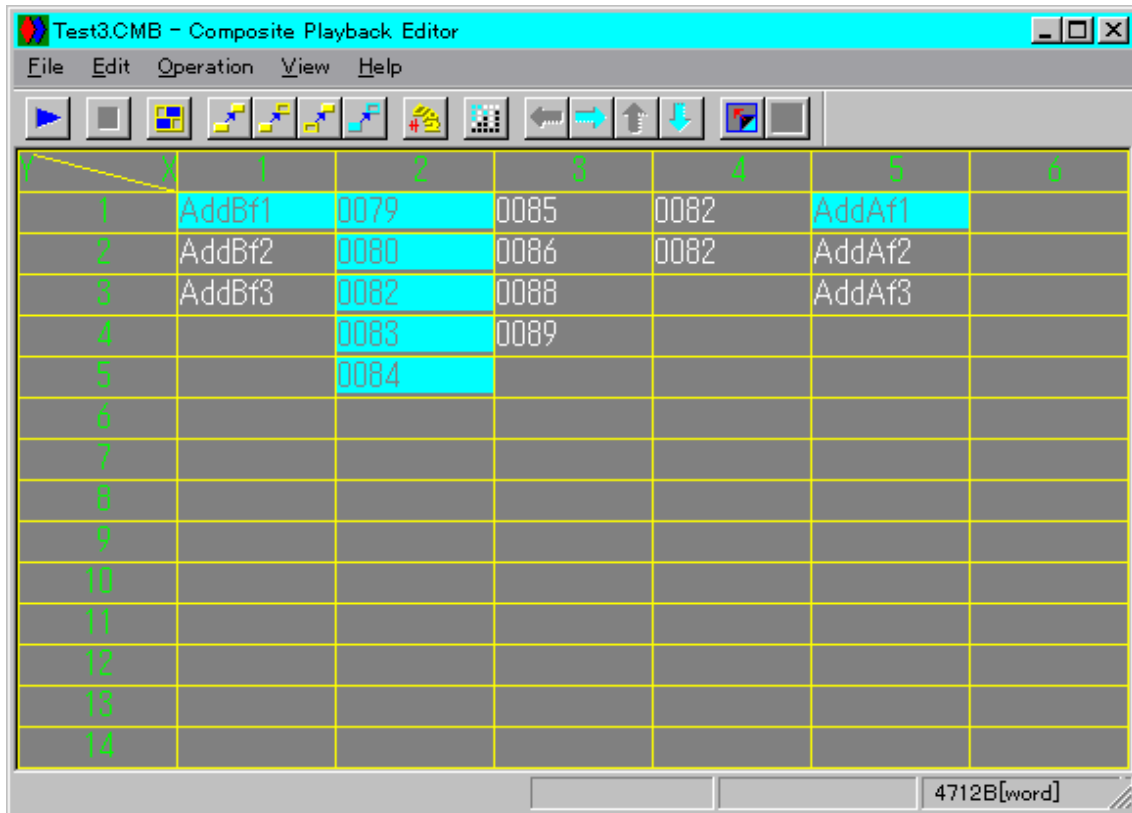 Test3.CMB - Composite Playback Editor
File Edit Operation View Help
Y X 1 2 3 4 5 6
1 AddBf1 0079 0085 0082 AddAf1
2 AddBf2 0080 0086 0082 AddAf2
3 AddBf3 0082 0088 AddAf3
4 0083 0089
5 0084
6
7
8
9
10
11
12
13
14
4712B[word]